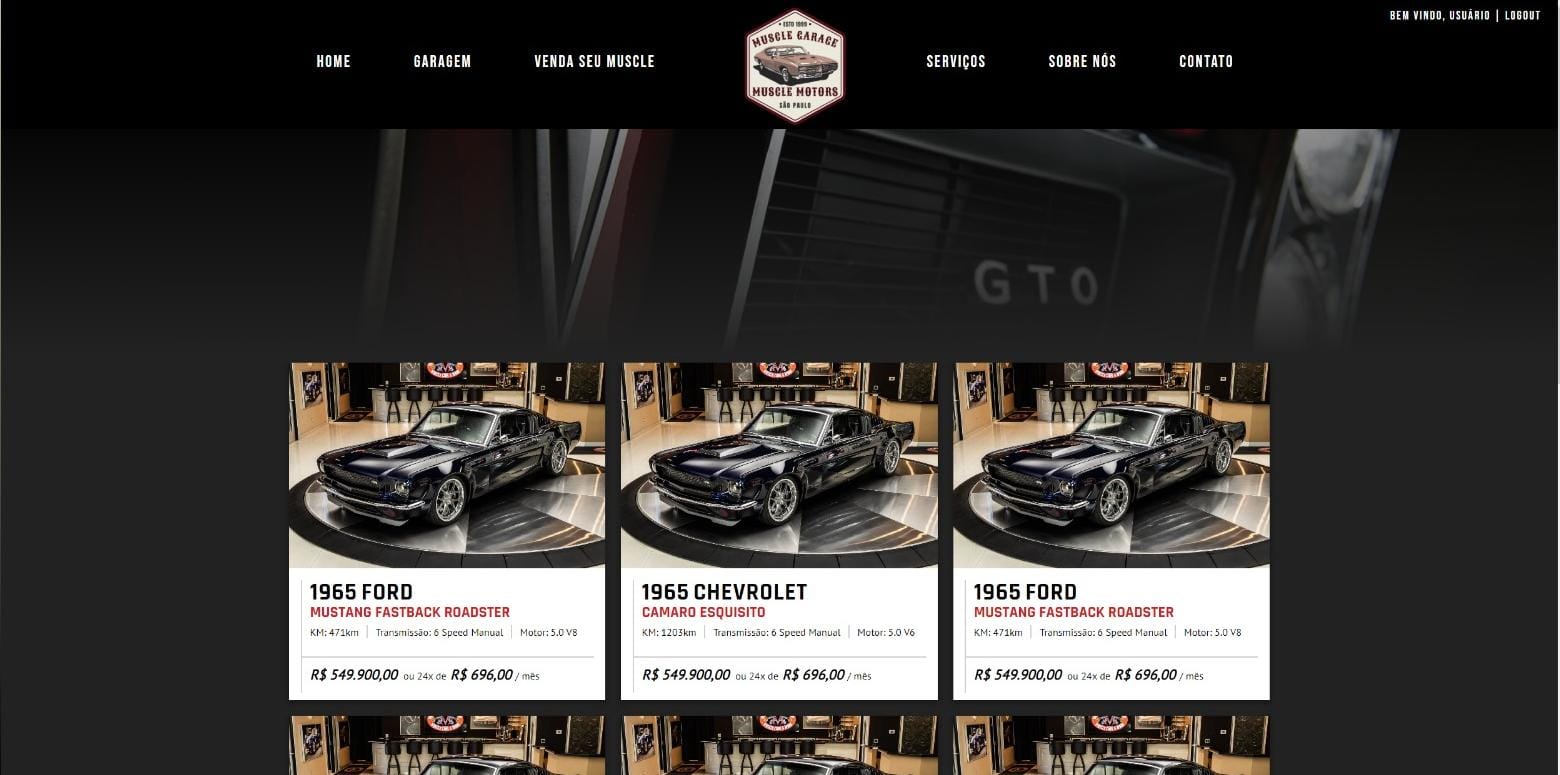 BEM VINDO, USUÁRIO | LOGOUT
HOME GARAGEM VENDA SEU MUSCLE SERVIÇOS SOBRE NÓS CONTATO
ESTD 1999
MUSCLE GARAGE
MUSCLE MOTORS
SÃO PAULO
GTO
1965 FORD
MUSTANG FASTBACK ROADSTER
KM: 471km | Transmissão: 6 Speed Manual | Motor: 5.0 V8
R$ 549.900,00 ou 24x de R$ 696,00 / mês
1965 CHEVROLET
CAMARO ESQUISITO
KM: 1203km | Transmissão: 6 Speed Manual | Motor: 5.0 V6
R$ 549.900,00 ou 24x de R$ 696,00 / mês
1965 FORD
MUSTANG FASTBACK ROADSTER
KM: 471km | Transmissão: 6 Speed Manual | Motor: 5.0 V8
R$ 549.900,00 ou 24x de R$ 696,00 / mês